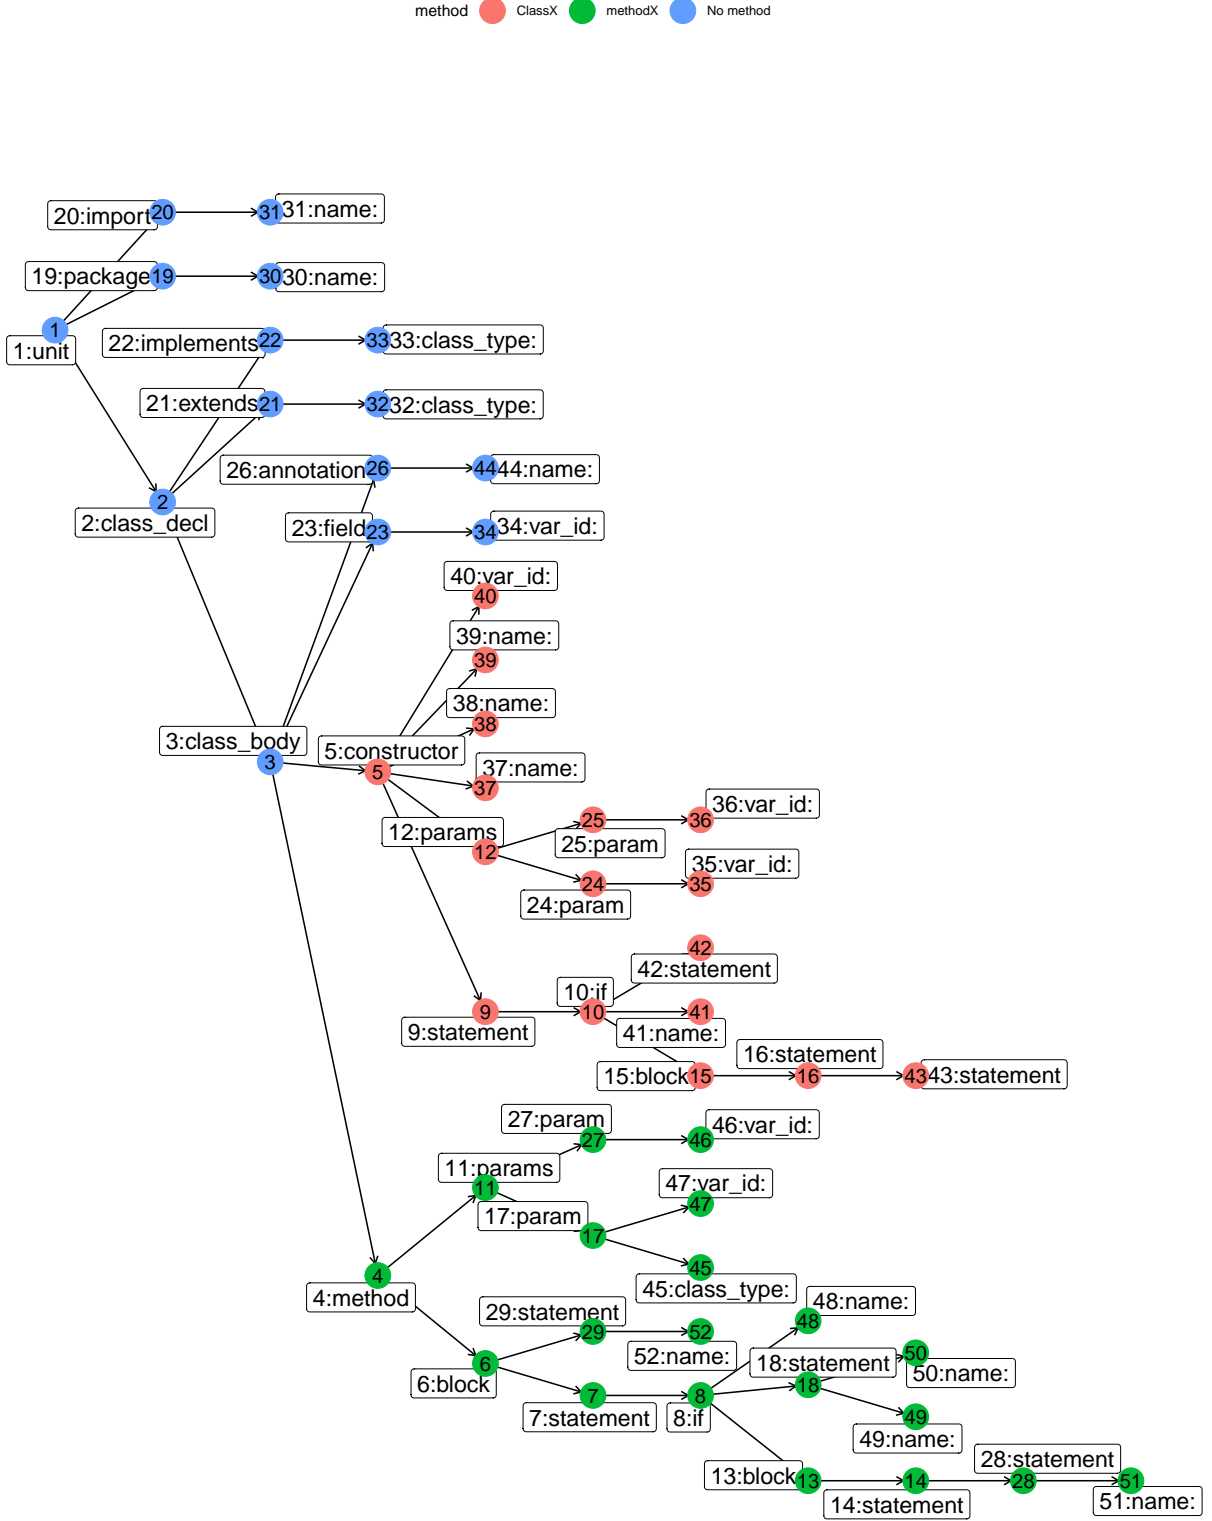 method ClassX methodX No method
20:import 20 31 31:name:
19:package 19 30 30:name:
1
1:unit
22:implements 22 33 33:class_type:
21:extends 21 32 32:class_type:
26:annotation 26 44 44:name:
2
2:class_decl
23:field 23 34 34:var_id:
40:var_id:
40
39:name:
39
38:name:
38
3:class_body
3
5:constructor
5
37:name:
37
12:params
12
25
25:param
36:var_id:
36
35:var_id:
24 35
24:param
42
42:statement
10:if
9 10 41
9:statement
41:name:
16:statement
15:block 15 16 43 43:statement
27:param
27 46 46:var_id:
11:params
11
47:var_id:
47
17:param
17
45
45:class_type:
4
4:method
48:name:
48
29:statement
29 52
52:name:
18:statement
18
50
50:name:
6
6:block
7 8
7:statement 8:if
49
49:name:
28:statement
13:block 13 14 28 51
14:statement
51:name: